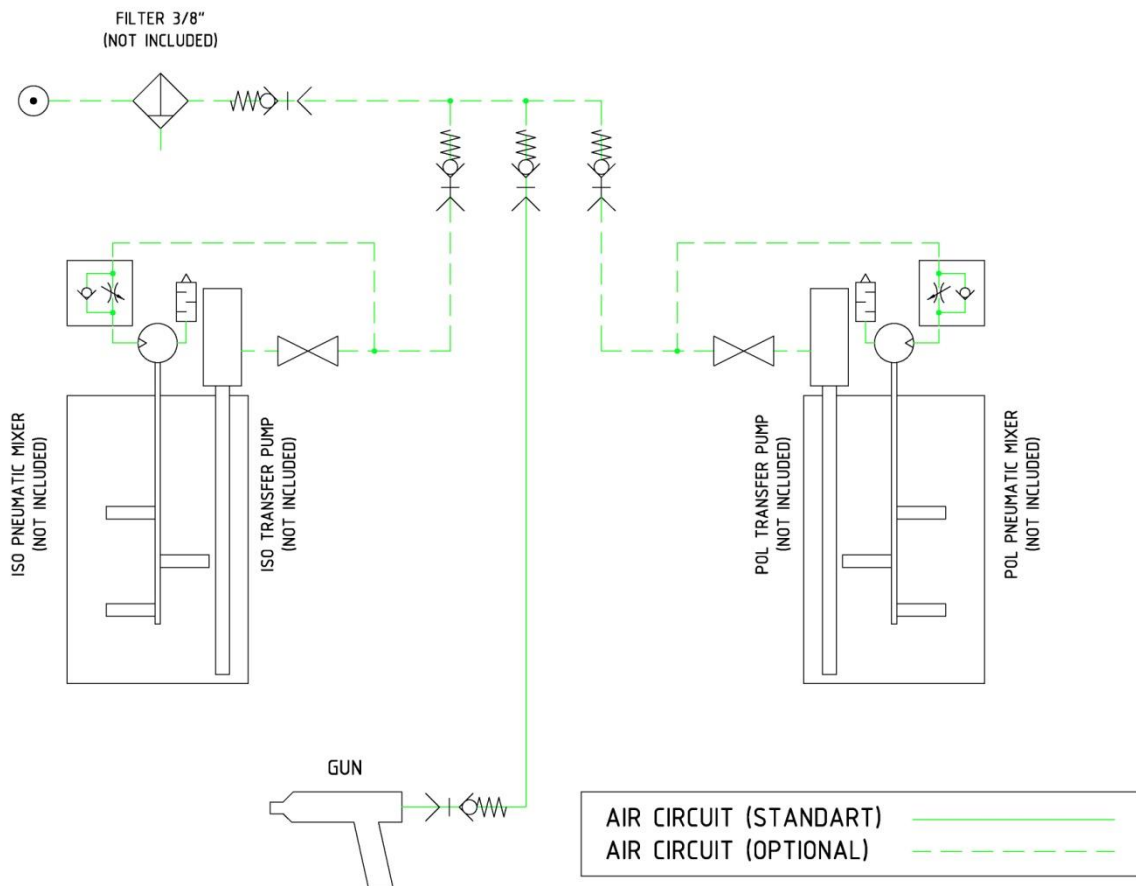 FILTER 3/8"
(NOT INCLUDED)
ISO PNEUMATIC MIXER
(NOT INCLUDED)
ISO TRANSFER PUMP
(NOT INCLUDED)
POL TRANSFER PUMP
(NOT INCLUDED)
POL PNEUMATIC MIXER
(NOT INCLUDED)
GUN
AIR CIRCUIT (STANDART)
AIR CIRCUIT (OPTIONAL)